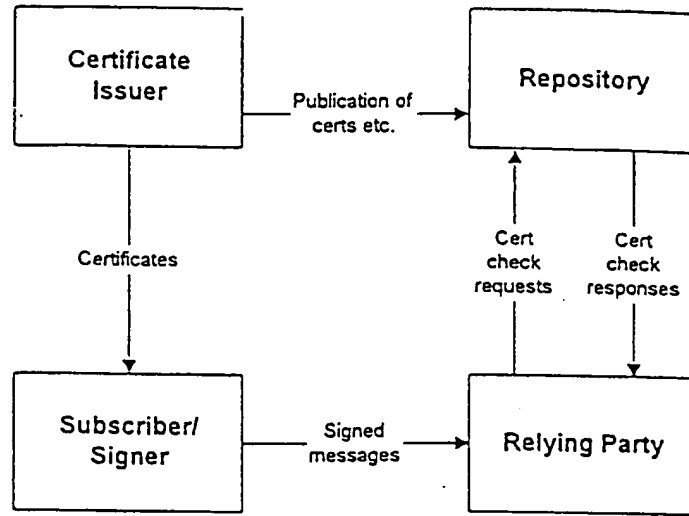 Certificate
Issuer
Repository
Publication of
certs etc.
Certificates
Cert
check
requests
Cert
check
responses
Subscriber/
Signer
Signed
messages
Relying Party